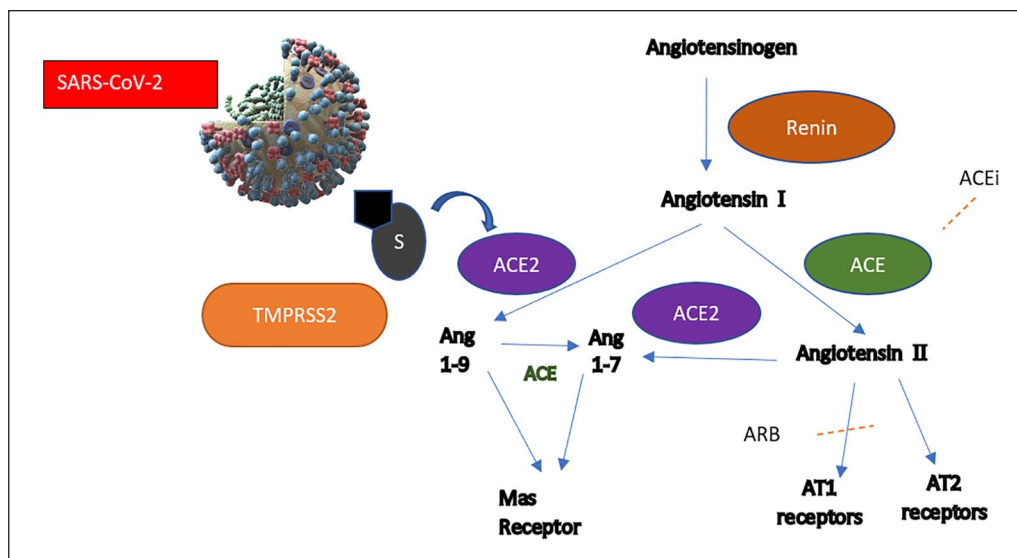 Angiotensinogen
SARS-CoV-2
Renin
ACEi
Angiotensin I
S
ACE2
ACE
TMPRSS2
ACE2
Ang
1-9
Ang
1-7
Angiotensin II
ACE
ARB
Mas
Receptor
AT1
receptors
AT2
receptors